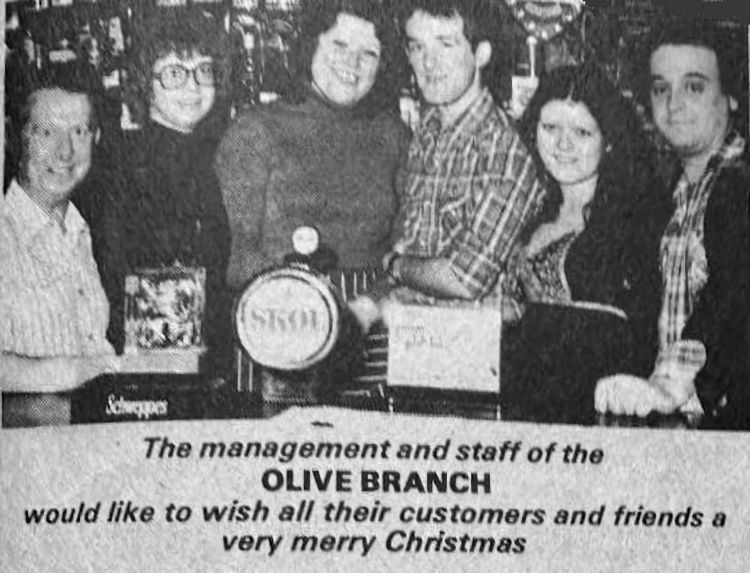 SKOL
Schweppes
The management and staff of the
OLIVE BRANCH
would like to wish all their customers and friends a
very merry Christmas